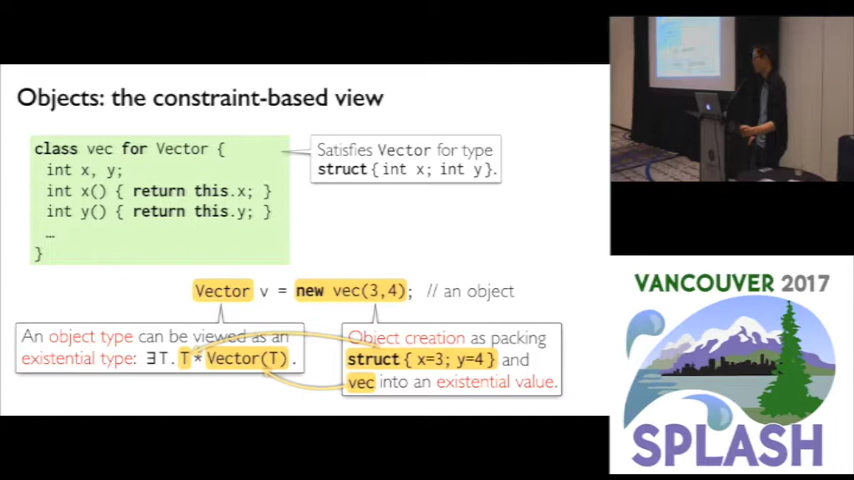 Objects: the constraint-based view
class vec for Vector {
int x, y;
int x() { return this.x; }
int y() { return this.y; }
…
}
Satisfies Vector for type
struct{int x; int y}.
Vector v = new vec(3,4); // an object
An object type can be viewed as an
existential type: ∃T. T * Vector(T) .
Object creation as packing
struct{ x=3; y=4 } and
vec into an existential value.
VANCOUVER 2017
SPLASH